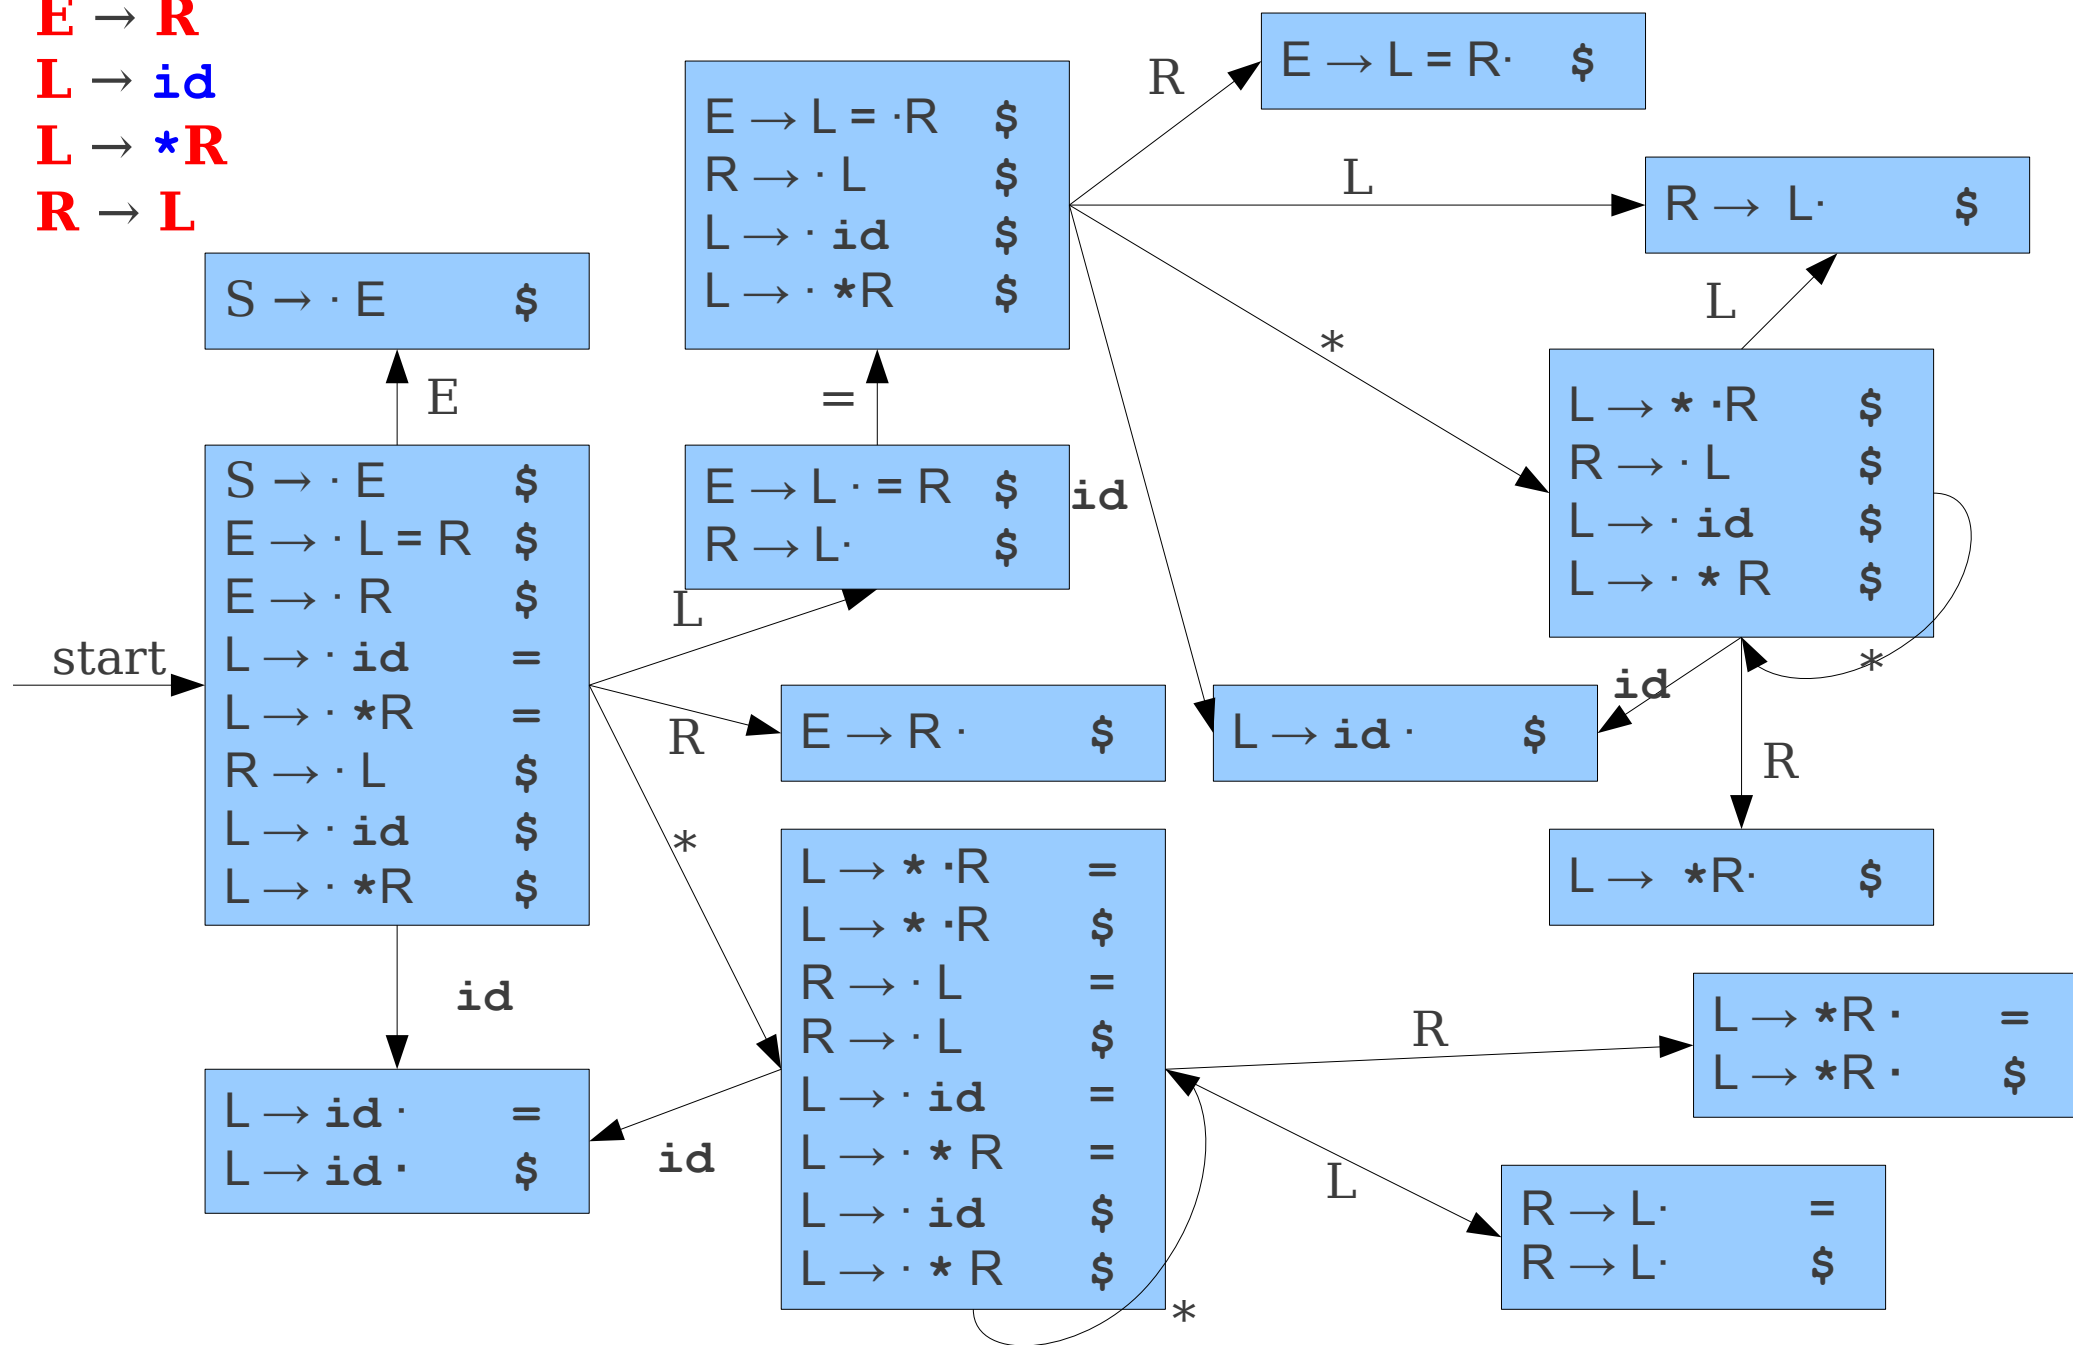 E → R
L → id
L → *R
R → L
S → · E $
E
start
S → · E $
E → · L = R $
E → · R $
L → · id =
L → · *R =
R → · L $
L → · id $
L → · *R $
id
L → id · =
L → id · $
E → L = ·R $
R → · L $
L → · id $
L → · *R $
=
E → L · = R $
R → L· $
L
R
*
E → R · $
id
L → * ·R =
L → * ·R $
R → · L =
R → · L $
L → · id =
L → · * R =
L → · id $
L → · * R $
*
id
R
E → L = R· $
L
R → L· $
*
L
L → * ·R $
R → · L $
L → · id $
L → · * R $
*
id
L → id · $
R
L → *R· $
R
L → *R · =
L → *R · $
L
R → L· =
R → L· $